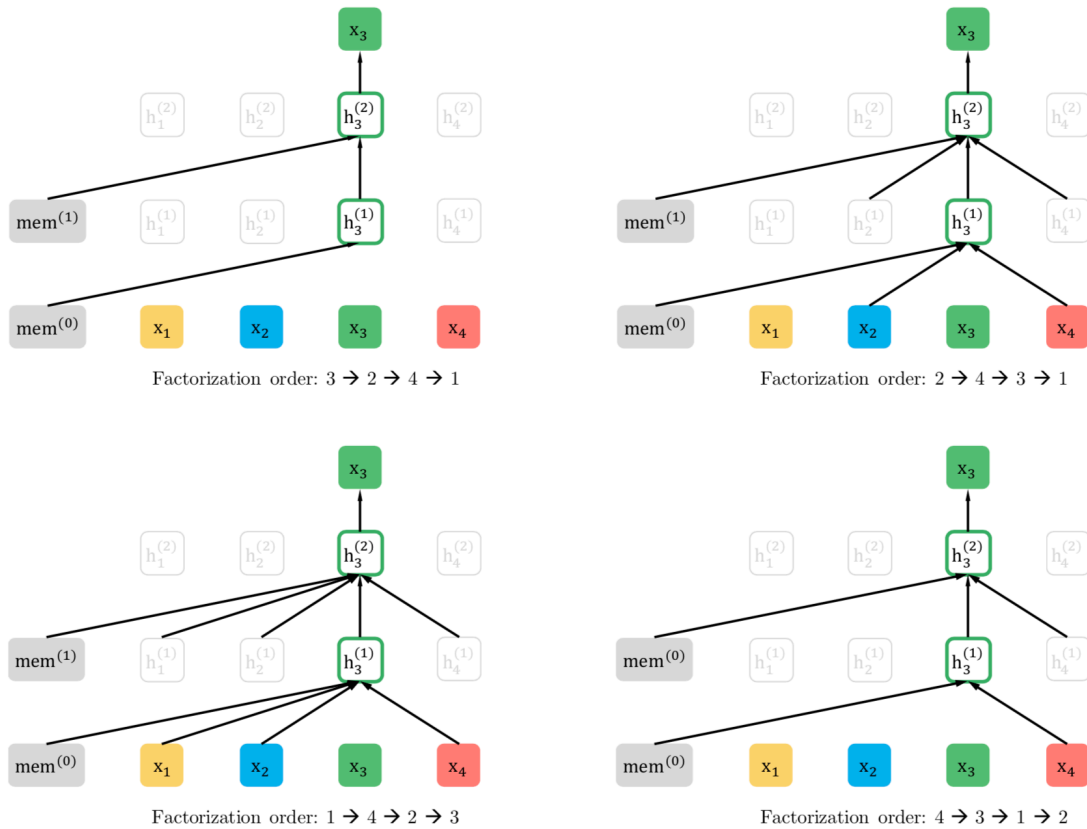 x₃ x₃
h₁⁽²⁾ h₂⁽²⁾ h₃⁽²⁾ h₄⁽²⁾ h₁⁽²⁾ h₂⁽²⁾ h₃⁽²⁾ h₄⁽²⁾
mem⁽¹⁾ h₁⁽¹⁾ h₂⁽¹⁾ h₃⁽¹⁾ h₄⁽¹⁾ mem⁽¹⁾ h₁⁽¹⁾ h₂⁽¹⁾ h₃⁽¹⁾ h₄⁽¹⁾
mem⁽⁰⁾ x₁ x₂ x₃ x₄ mem⁽⁰⁾ x₁ x₂ x₃ x₄
Factorization order: 3 → 2 → 4 → 1 Factorization order: 2 → 4 → 3 → 1
x₃ x₃
h₁⁽²⁾ h₂⁽²⁾ h₃⁽²⁾ h₄⁽²⁾ h₁⁽²⁾ h₂⁽²⁾ h₃⁽²⁾ h₄⁽²⁾
mem⁽¹⁾ h₁⁽¹⁾ h₂⁽¹⁾ h₃⁽¹⁾ h₄⁽¹⁾ mem⁽⁰⁾ h₁⁽¹⁾ h₂⁽¹⁾ h₃⁽¹⁾ h₄⁽¹⁾
mem⁽⁰⁾ x₁ x₂ x₃ x₄ mem⁽⁰⁾ x₁ x₂ x₃ x₄
Factorization order: 1 → 4 → 2 → 3 Factorization order: 4 → 3 → 1 → 2